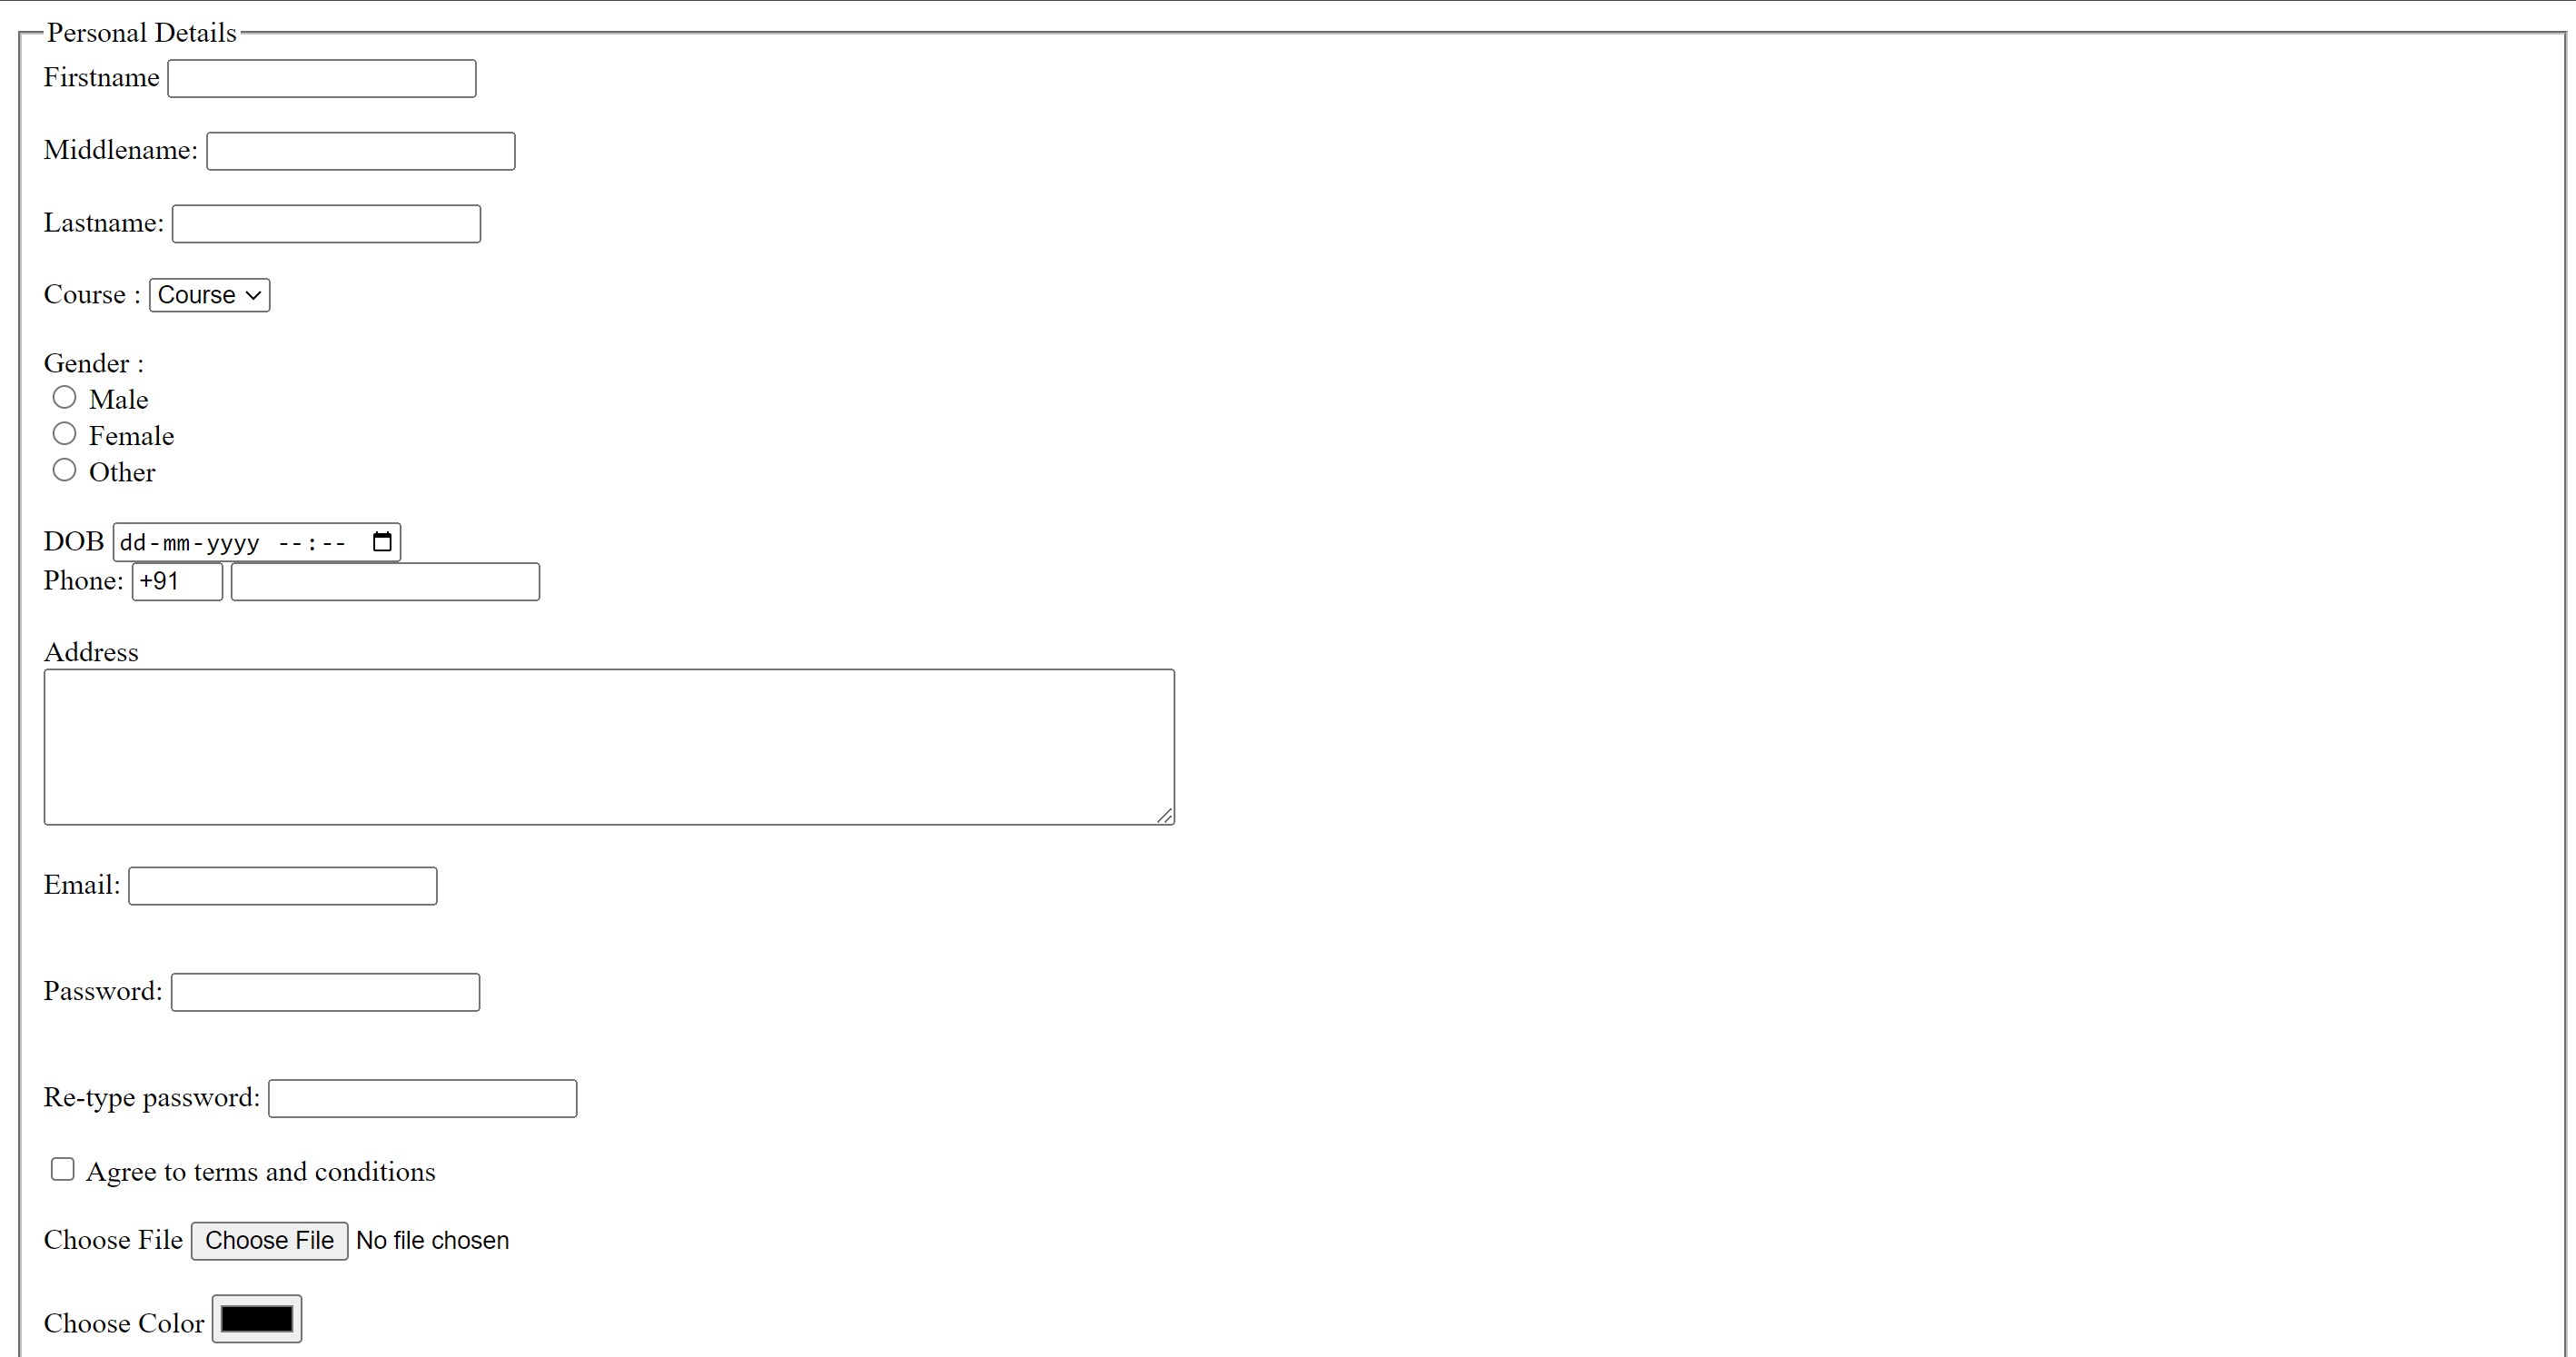 Personal Details
Firstname
Middlename:
Lastname:
Course : Course
Gender :
Male
Female
Other
DOB dd-mm-yyyy --:--
Phone: +91
Address
Email:
Password:
Re-type password:
Agree to terms and conditions
Choose File Choose File No file chosen
Choose Color